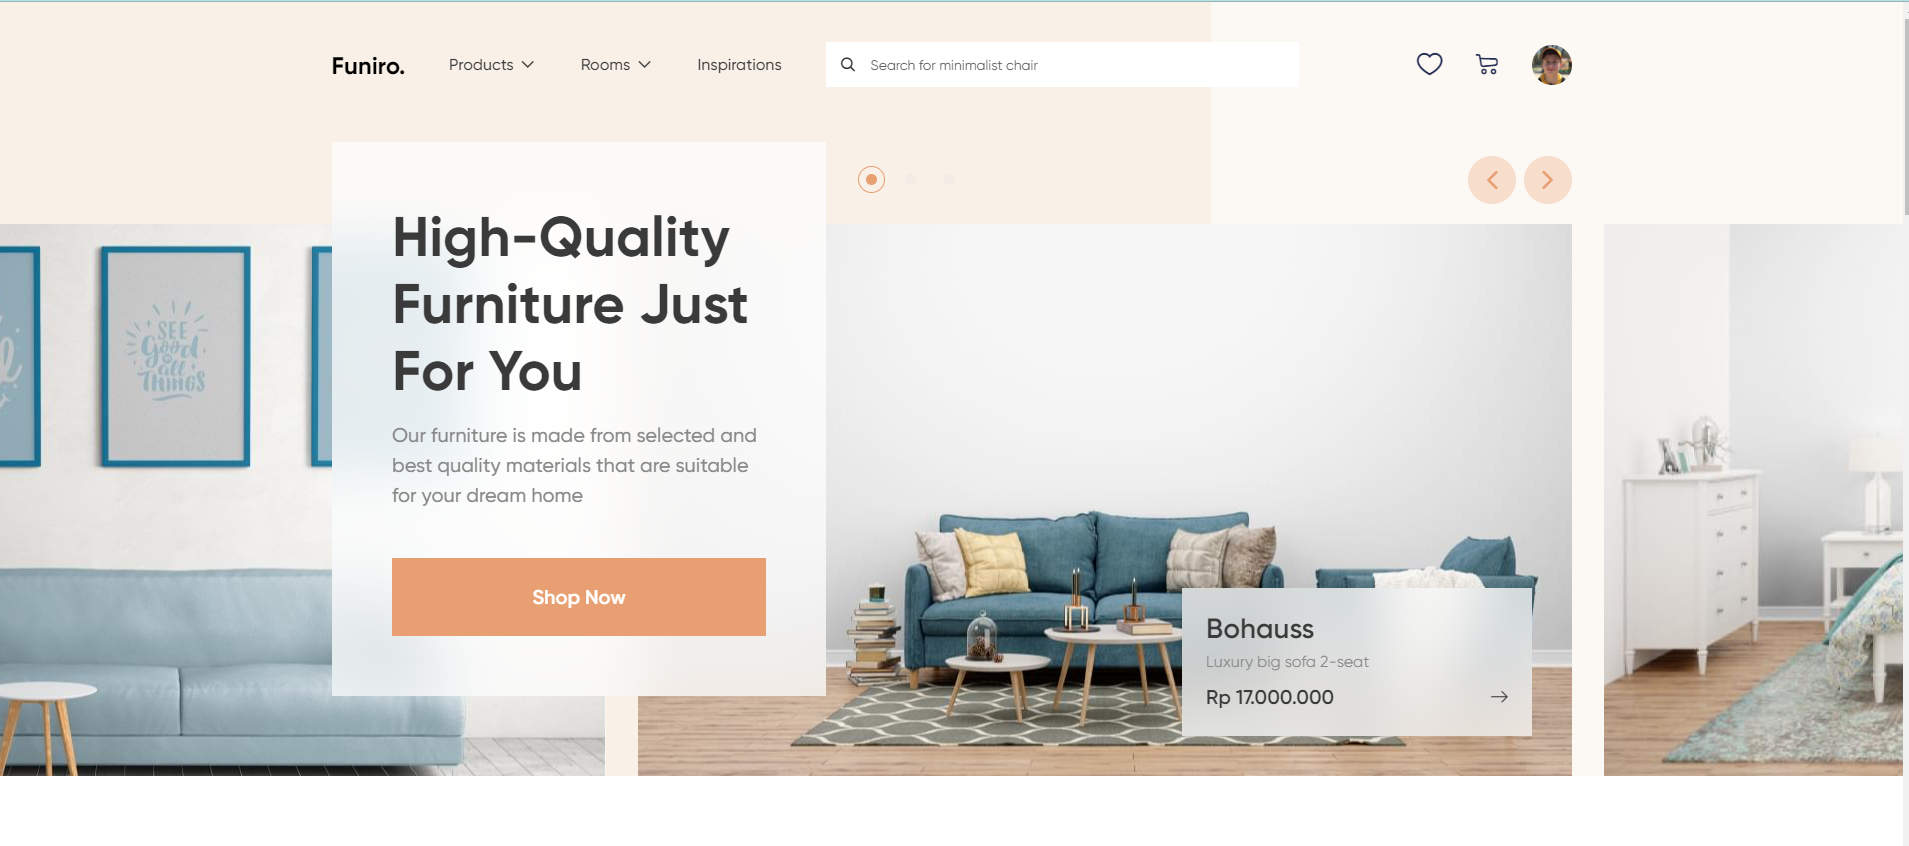 Funiro.
Products
Rooms
Inspirations
Search for minimalist chair
High-Quality
Furniture Just
For You
Our furniture is made from selected and
best quality materials that are suitable
for your dream home
Shop Now
SEE
Good
in
all
THINGS
Bohauss
Luxury big sofa 2-seat
Rp 17.000.000